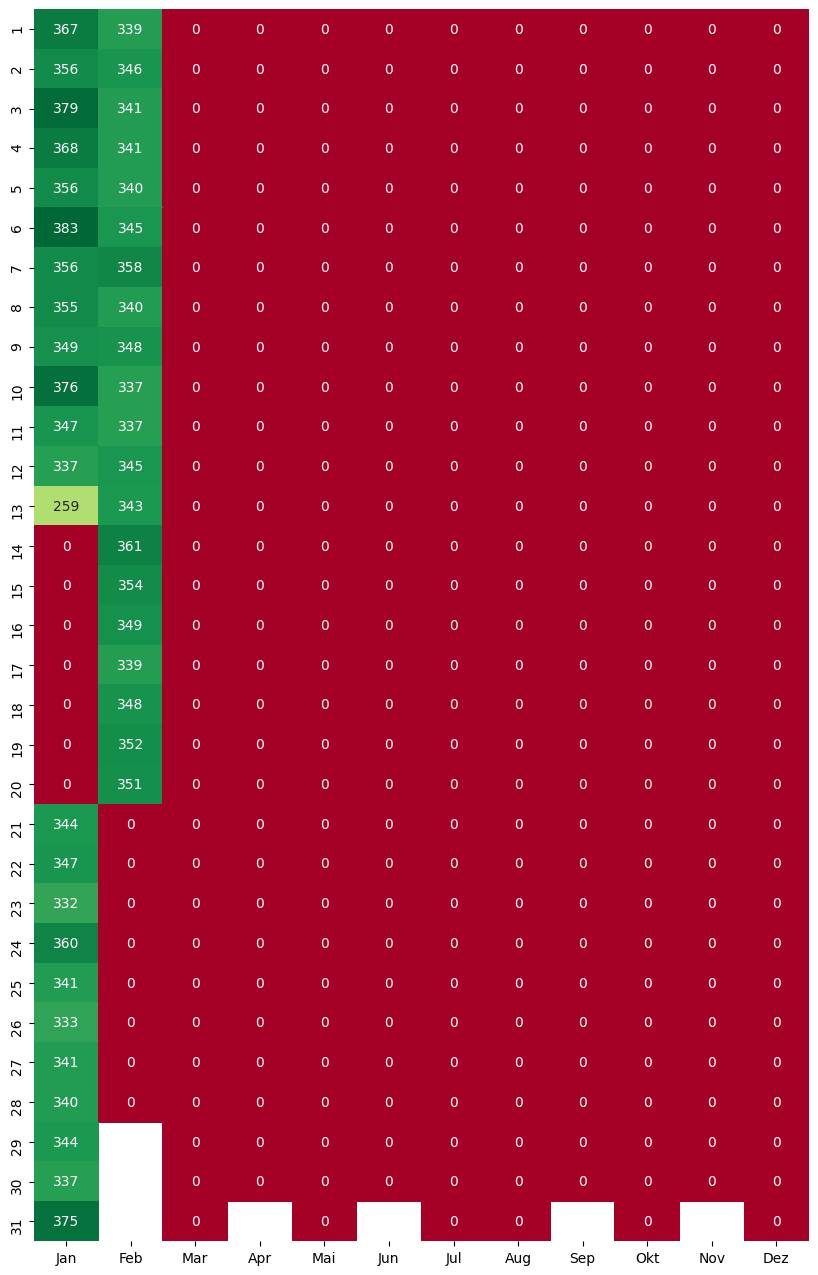 1 367 339 0 0 0 0 0 0 0 0 0 0
2 356 346 0 0 0 0 0 0 0 0 0 0
3 379 341 0 0 0 0 0 0 0 0 0 0
4 368 341 0 0 0 0 0 0 0 0 0 0
5 356 340 0 0 0 0 0 0 0 0 0 0
6 383 345 0 0 0 0 0 0 0 0 0 0
7 356 358 0 0 0 0 0 0 0 0 0 0
8 355 340 0 0 0 0 0 0 0 0 0 0
9 349 348 0 0 0 0 0 0 0 0 0 0
10 376 337 0 0 0 0 0 0 0 0 0 0
11 347 337 0 0 0 0 0 0 0 0 0 0
12 337 345 0 0 0 0 0 0 0 0 0 0
13 259 343 0 0 0 0 0 0 0 0 0 0
14 0 361 0 0 0 0 0 0 0 0 0 0
15 0 354 0 0 0 0 0 0 0 0 0 0
16 0 349 0 0 0 0 0 0 0 0 0 0
17 0 339 0 0 0 0 0 0 0 0 0 0
18 0 348 0 0 0 0 0 0 0 0 0 0
19 0 352 0 0 0 0 0 0 0 0 0 0
20 0 351 0 0 0 0 0 0 0 0 0 0
21 344 0 0 0 0 0 0 0 0 0 0 0
22 347 0 0 0 0 0 0 0 0 0 0 0
23 332 0 0 0 0 0 0 0 0 0 0 0
24 360 0 0 0 0 0 0 0 0 0 0 0
25 341 0 0 0 0 0 0 0 0 0 0 0
26 333 0 0 0 0 0 0 0 0 0 0 0
27 341 0 0 0 0 0 0 0 0 0 0 0
28 340 0 0 0 0 0 0 0 0 0 0 0
29 344 0 0 0 0 0 0 0 0 0 0
30 337 0 0 0 0 0 0 0 0 0 0
31 375 0 0 0 0 0 0
Jan Feb Mar Apr Mai Jun Jul Aug Sep Okt Nov Dez